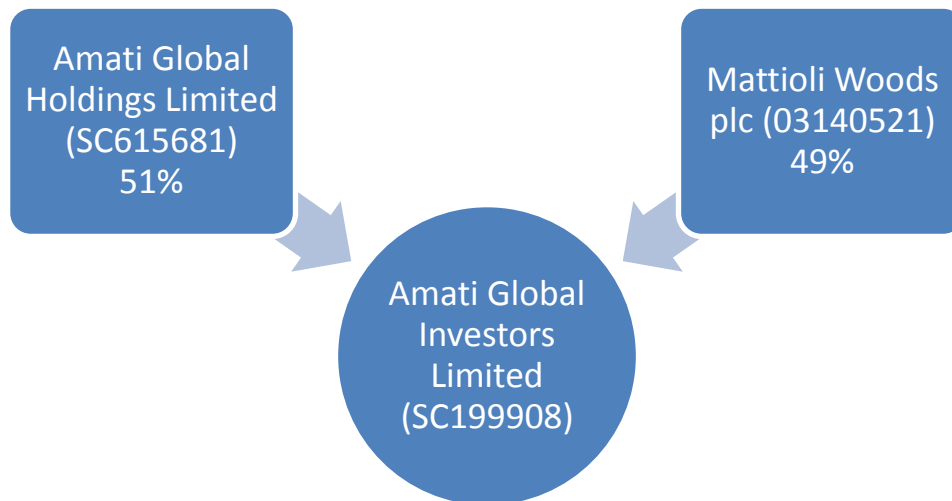 Amati Global
Holdings Limited
(SC615681)
51%
Mattioli Woods
plc (03140521)
49%
Amati Global
Investors
Limited
(SC199908)